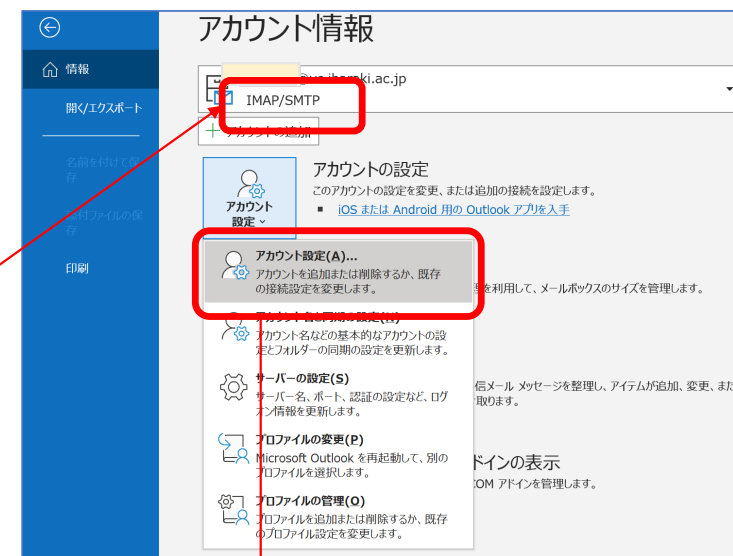 アカウント情報
情報
開く/エクスポート
名前を付けて保
存
添付ファイルの保
存
印刷
ibaraki.ac.jp
IMAP/SMTP
アカウントの追加
アカウント
設定
アカウントの設定
このアカウントの設定を変更、または追加の接続を設定します。
▪ iOS または Android 用の Outlook アプリを入手
アカウント設定(A)...
アカウントを追加または削除するか、既存
の接続設定を変更します。
アカウント名と同期の設定(N)
アカウント名などの基本的なアカウントの設
定とフォルダーの同期の設定を更新します。
サーバーの設定(S)
サーバー名、ポート、認証の設定など、ログ
オン情報を更新します。
プロファイルの変更(P)
Microsoft Outlook を再起動して、別の
プロファイルを選択します。
プロファイルの管理(O)
プロファイルを追加または削除するか、既存
のプロファイル設定を変更します。
を利用して、メールボックスのサイズを管理します。
信メール メッセージを整理し、アイテムが追加、変更、また
取ります。
ドインの表示
COM アドインを管理します。